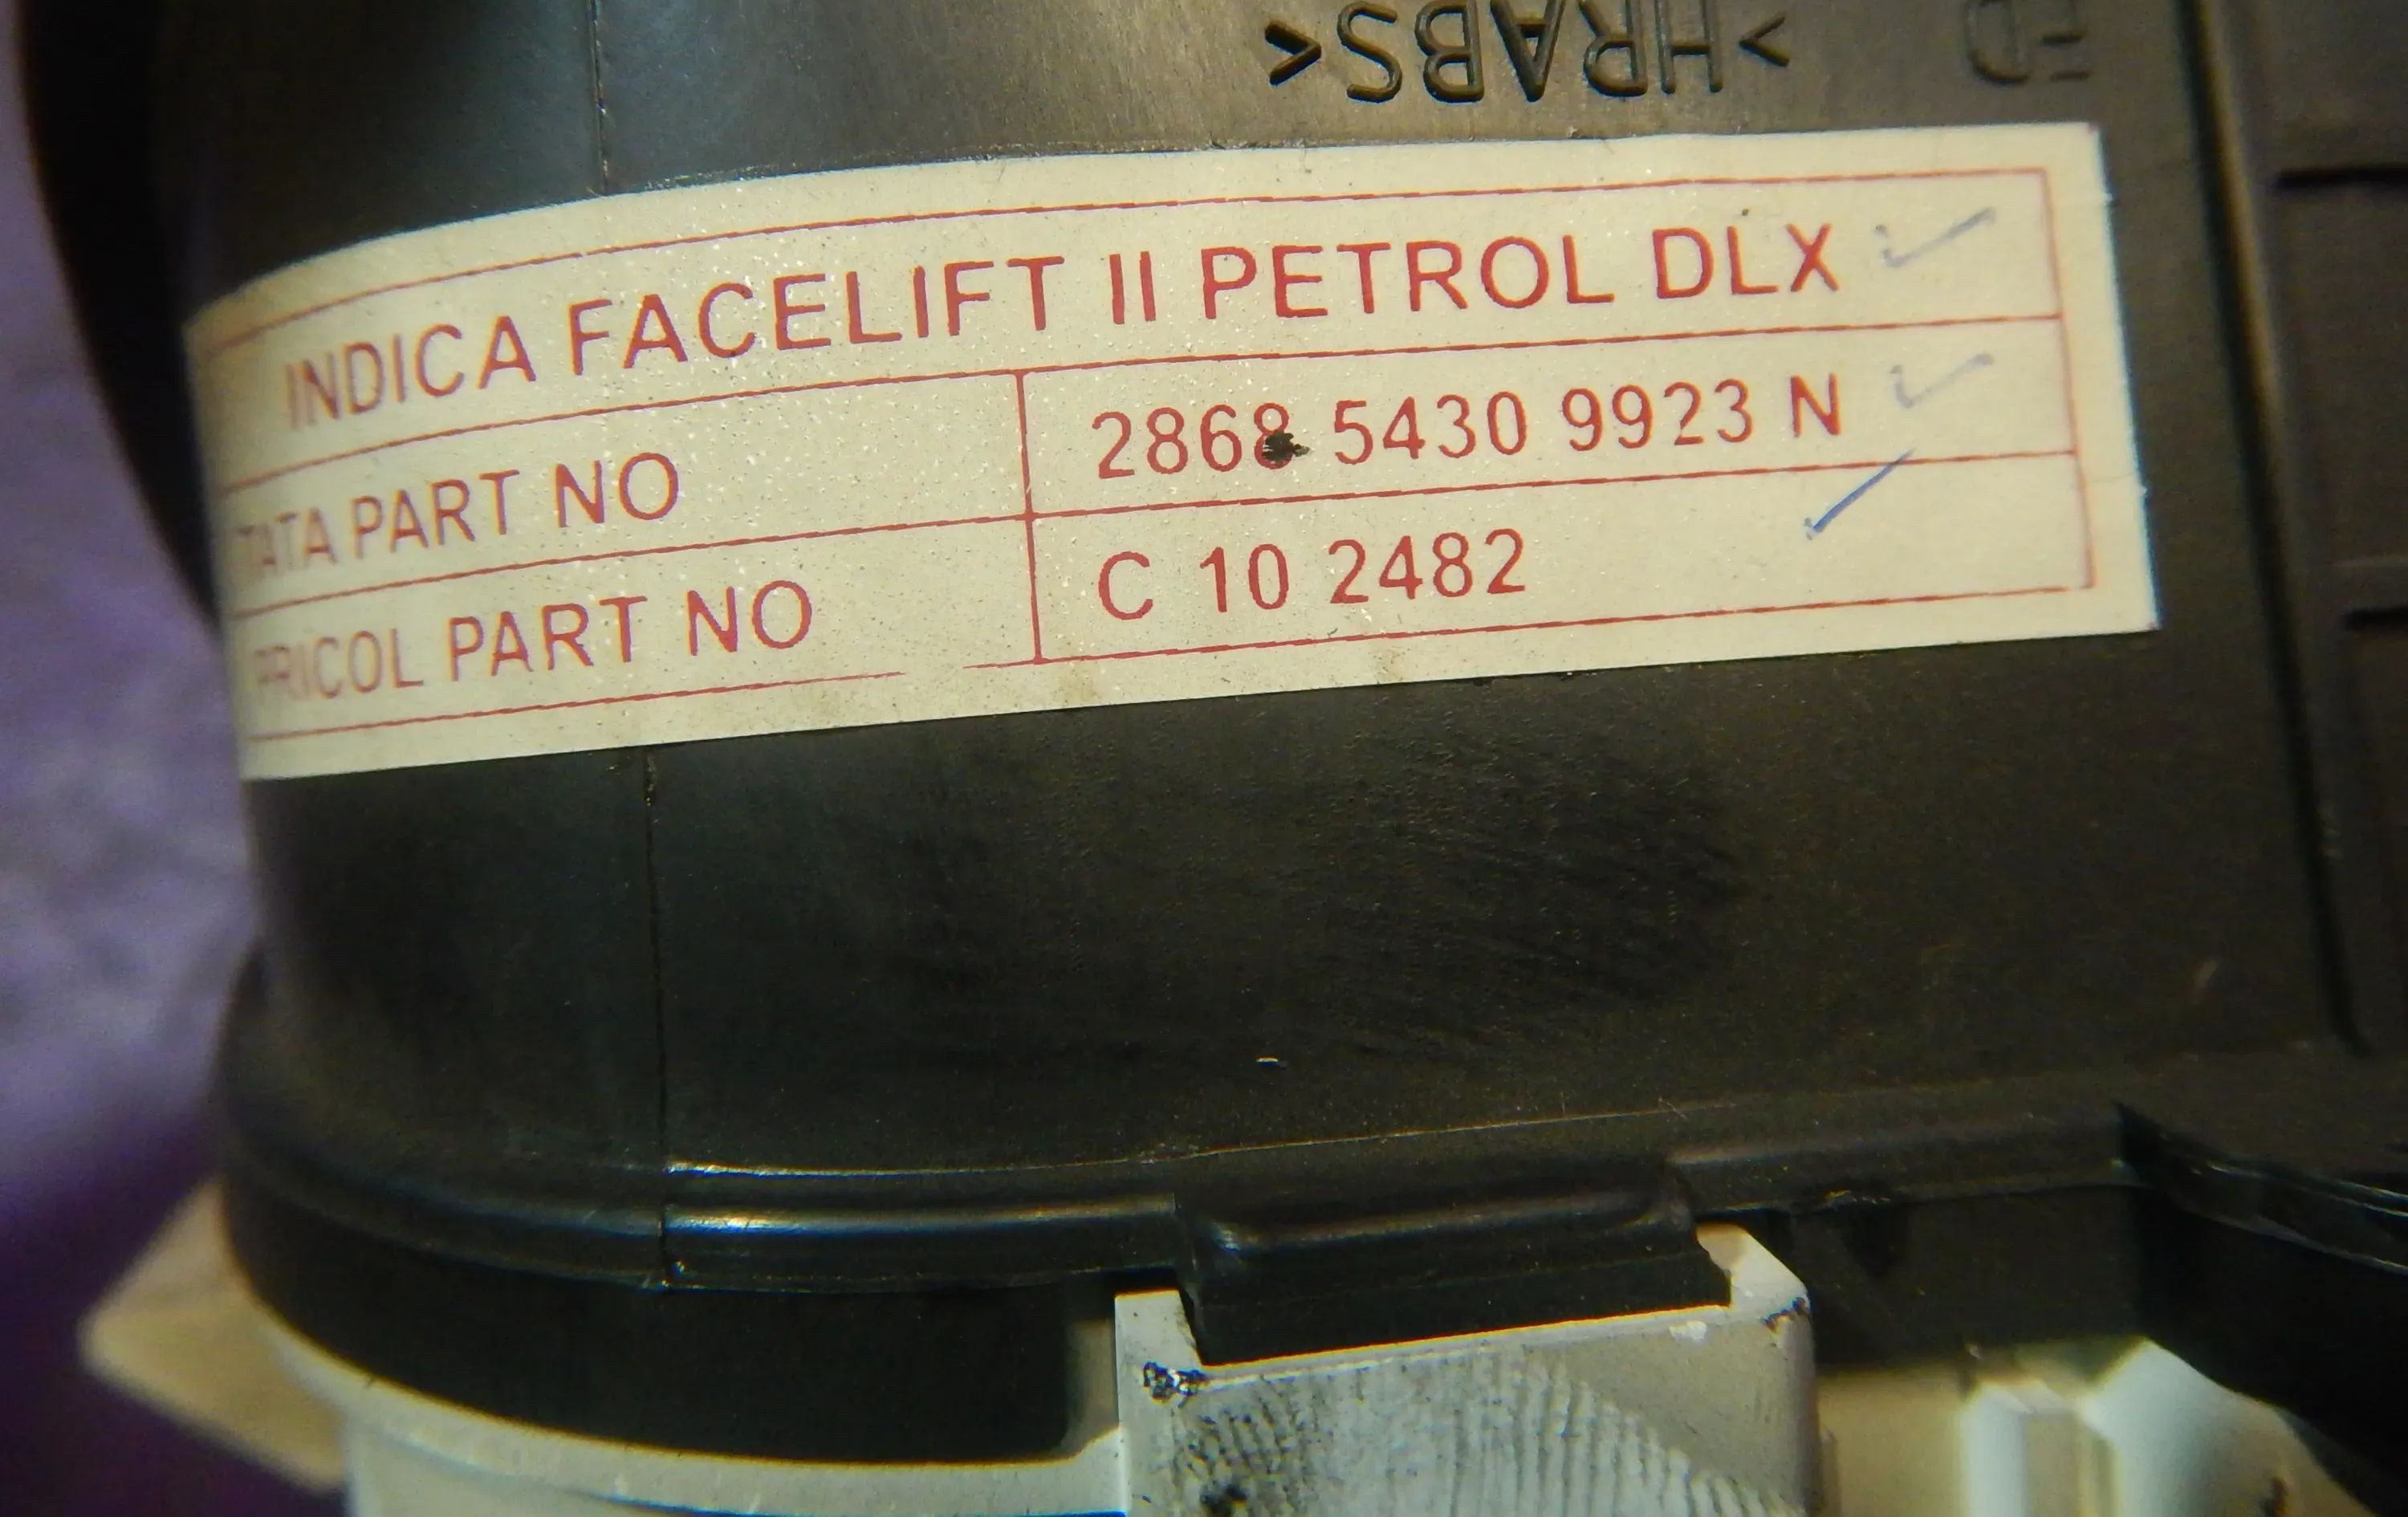 >HRABS<
INDICA FACELIFT II PETROL DLX
TATA PART NO 2868 5430 9923 N
PRICOL PART NO C 10 2482